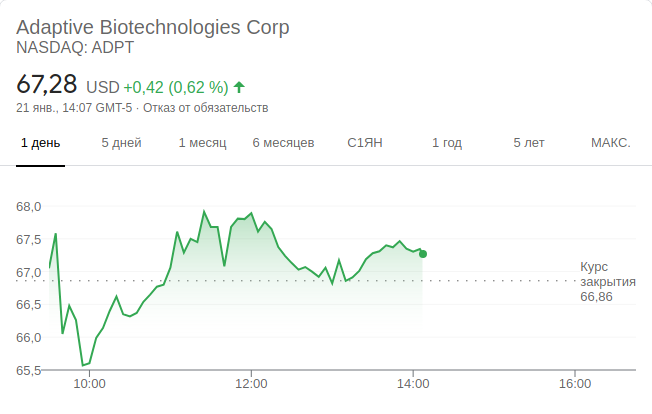 Adaptive Biotechnologies Corp
NASDAQ: ADPT
67,28 USD +0,42 (0,62 %)
21 янв., 14:07 GMT-5 · Отказ от обязательств
1 день 5 дней 1 месяц 6 месяцев С1ЯН 1 год 5 лет МАКС.
68,0
67,5
67,0
66,5
66,0
65,5
Курс
закрытия
66,86
10:00 12:00 14:00 16:00